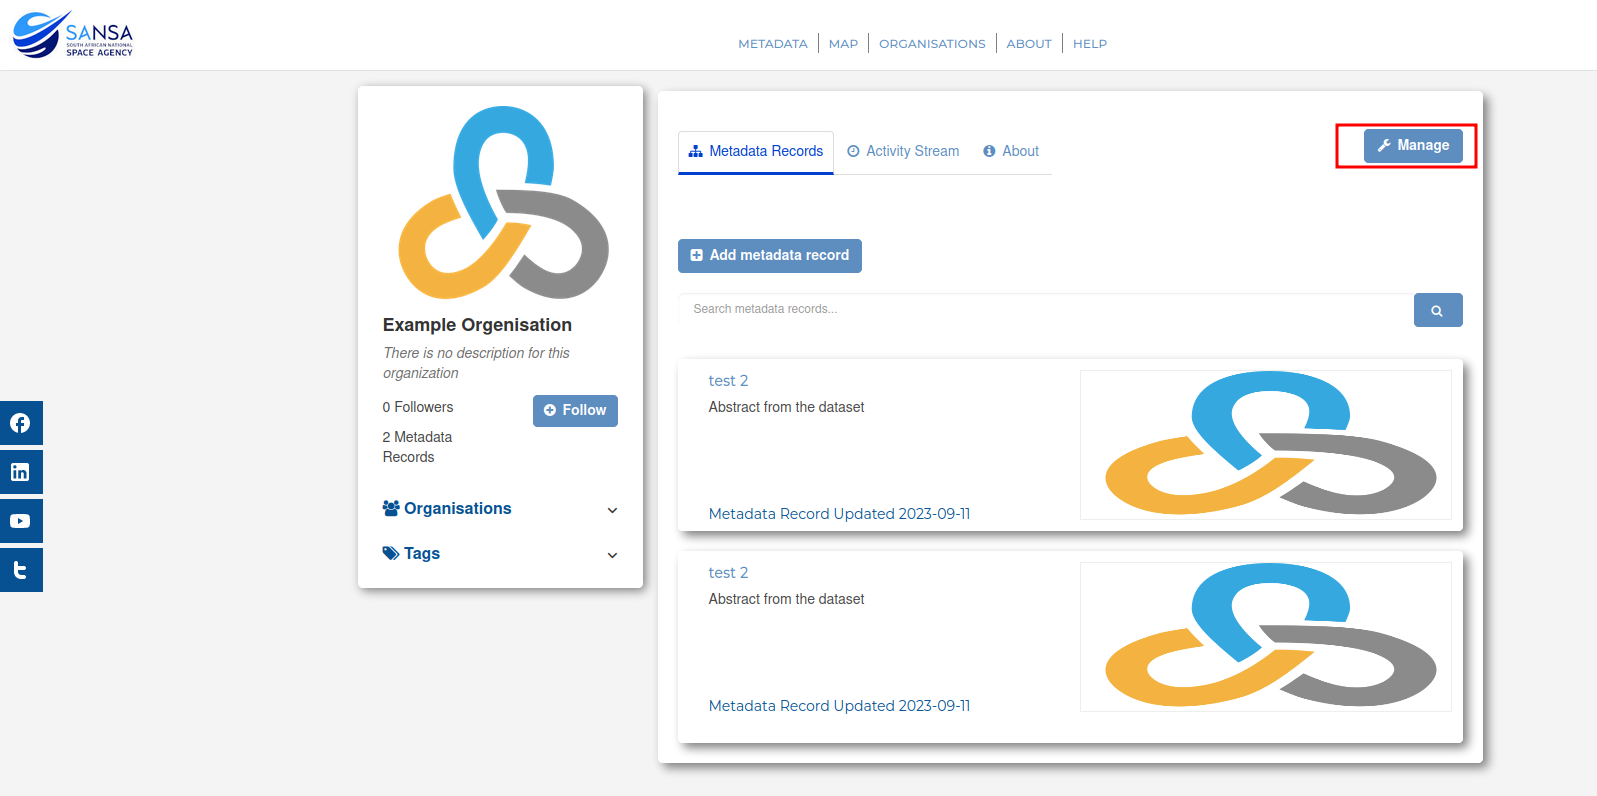 SANSA
SOUTH AFRICAN NATIONAL
SPACE AGENCY
METADATA
MAP
ORGANISATIONS
ABOUT
HELP
Example Orgenisation
There is no description for this
organization
0 Followers
Follow
2 Metadata
Records
Organisations
Tags
Metadata Records
Activity Stream
About
Manage
Add metadata record
Search metadata records...
test 2
Abstract from the dataset
Metadata Record Updated 2023-09-11
test 2
Abstract from the dataset
Metadata Record Updated 2023-09-11